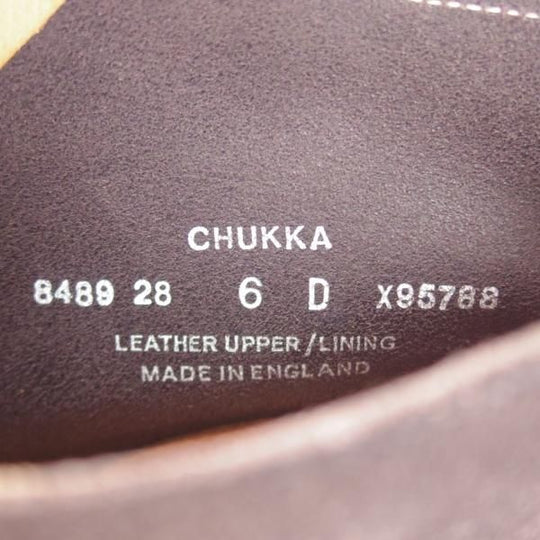 CHUKKA
8489 28 6 D X95788
LEATHER UPPER/LINING
MADE IN ENGLAND